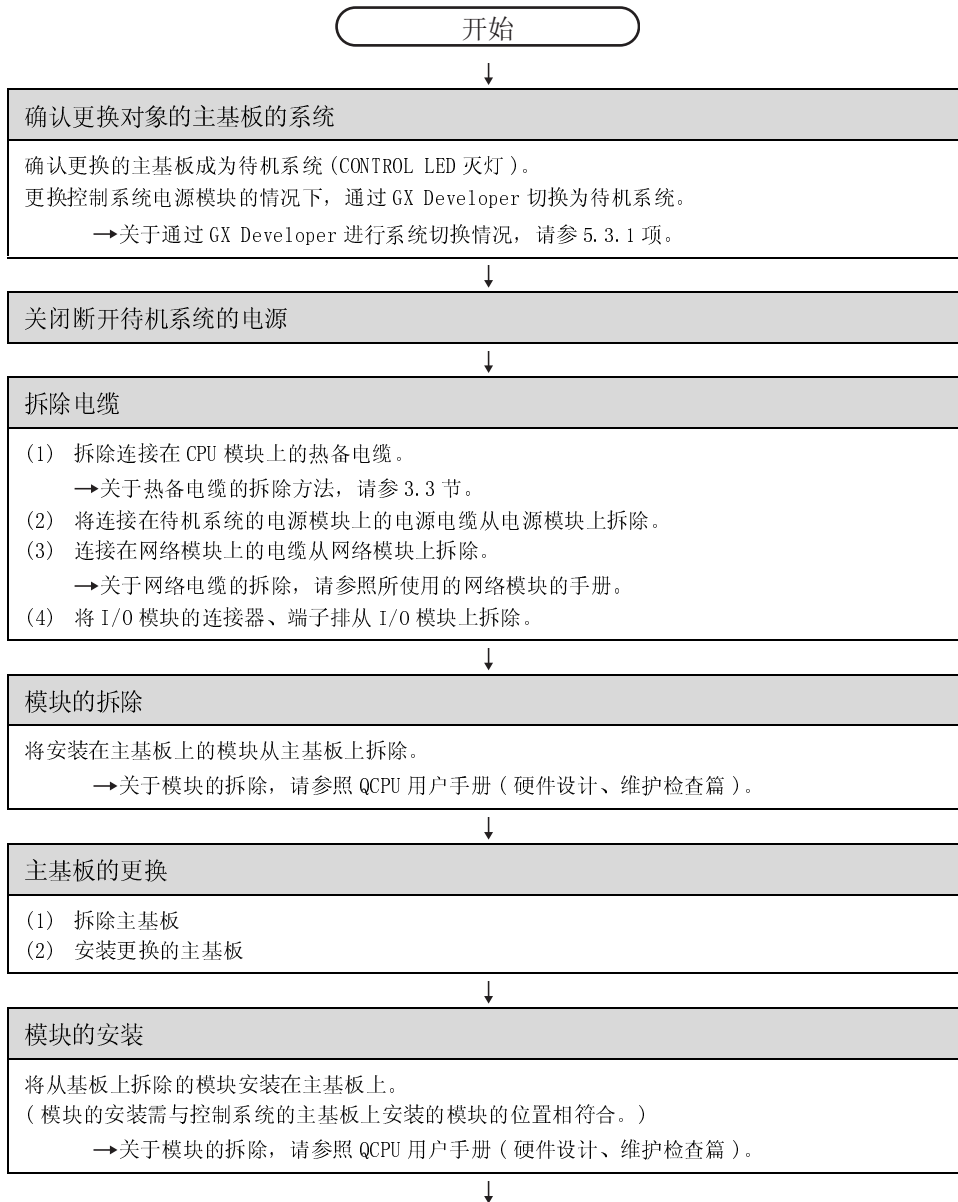 开始
↓
确认更换对象的主基板的系统
确认更换的主基板成为待机系统(CONTROL LED 灭灯)。
更换控制系统电源模块的情况下，通过 GX Developer 切换为待机系统。
→关于通过 GX Developer 进行系统切换情况，请参 5.3.1 项。
↓
关闭断开待机系统的电源
↓
拆除电缆
(1) 拆除连接在 CPU 模块上的热备电缆。
→关于热备电缆的拆除方法，请参 3.3 节。
(2) 将连接在待机系统的电源模块上的电源电缆从电源模块上拆除。
(3) 连接在网络模块上的电缆从网络模块上拆除。
→关于网络电缆的拆除，请参照所使用的网络模块的手册。
(4) 将 I/O 模块的连接器、端子排从 I/O 模块上拆除。
↓
模块的拆除
将安装在主基板上的模块从主基板上拆除。
→关于模块的拆除，请参照 QCPU 用户手册(硬件设计、维护检查篇)。
↓
主基板的更换
(1) 拆除主基板
(2) 安装更换的主基板
↓
模块的安装
将从基板上拆除的模块安装在主基板上。
(模块的安装需与控制系统的主基板上安装的模块的位置相符合。)
→关于模块的拆除，请参照 QCPU 用户手册(硬件设计、维护检查篇)。
↓